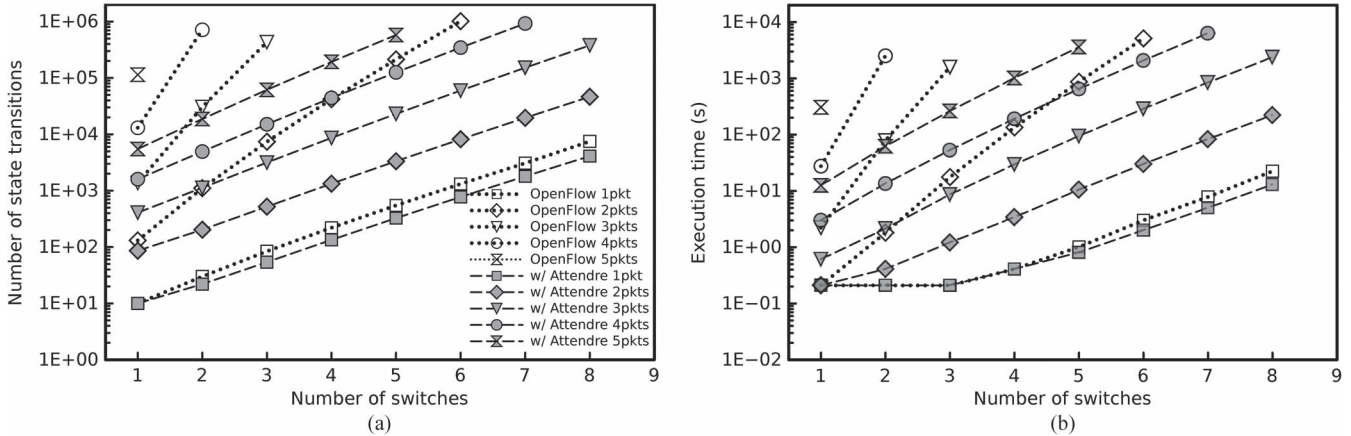 1E+06
1E+05
1E+04
1E+03
1E+02
1E+01
1E+00
Number of state transitions
OpenFlow 1pkt
OpenFlow 2pkts
OpenFlow 3pkts
OpenFlow 4pkts
OpenFlow 5pkts
w/ Attendre 1pkt
w/ Attendre 2pkts
w/ Attendre 3pkts
w/ Attendre 4pkts
w/ Attendre 5pkts
1 2 3 4 5 6 7 8 9
Number of switches
(a)
1E+04
1E+03
1E+02
1E+01
1E+00
1E−01
1E−02
Execution time (s)
1 2 3 4 5 6 7 8 9
Number of switches
(b)